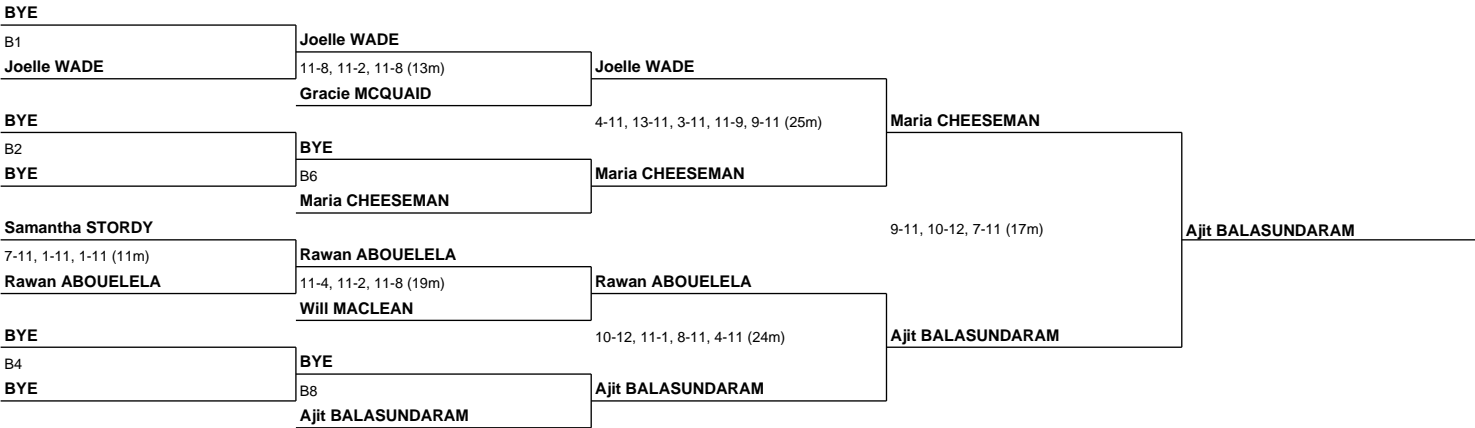 BYE
B1
Joelle WADE
BYE
B2
BYE
Samantha STORDY
7-11, 1-11, 1-11 (11m)
Rawan ABOUELELA
BYE
B4
BYE
Joelle WADE
11-8, 11-2, 11-8 (13m)
Gracie MCQUAID
BYE
B6
Maria CHEESEMAN
Rawan ABOUELELA
11-4, 11-2, 11-8 (19m)
Will MACLEAN
BYE
B8
Ajit BALASUNDARAM
Joelle WADE
4-11, 13-11, 3-11, 11-9, 9-11 (25m)
Maria CHEESEMAN
Rawan ABOUELELA
10-12, 11-1, 8-11, 4-11 (24m)
Ajit BALASUNDARAM
Maria CHEESEMAN
9-11, 10-12, 7-11 (17m)
Ajit BALASUNDARAM
Ajit BALASUNDARAM